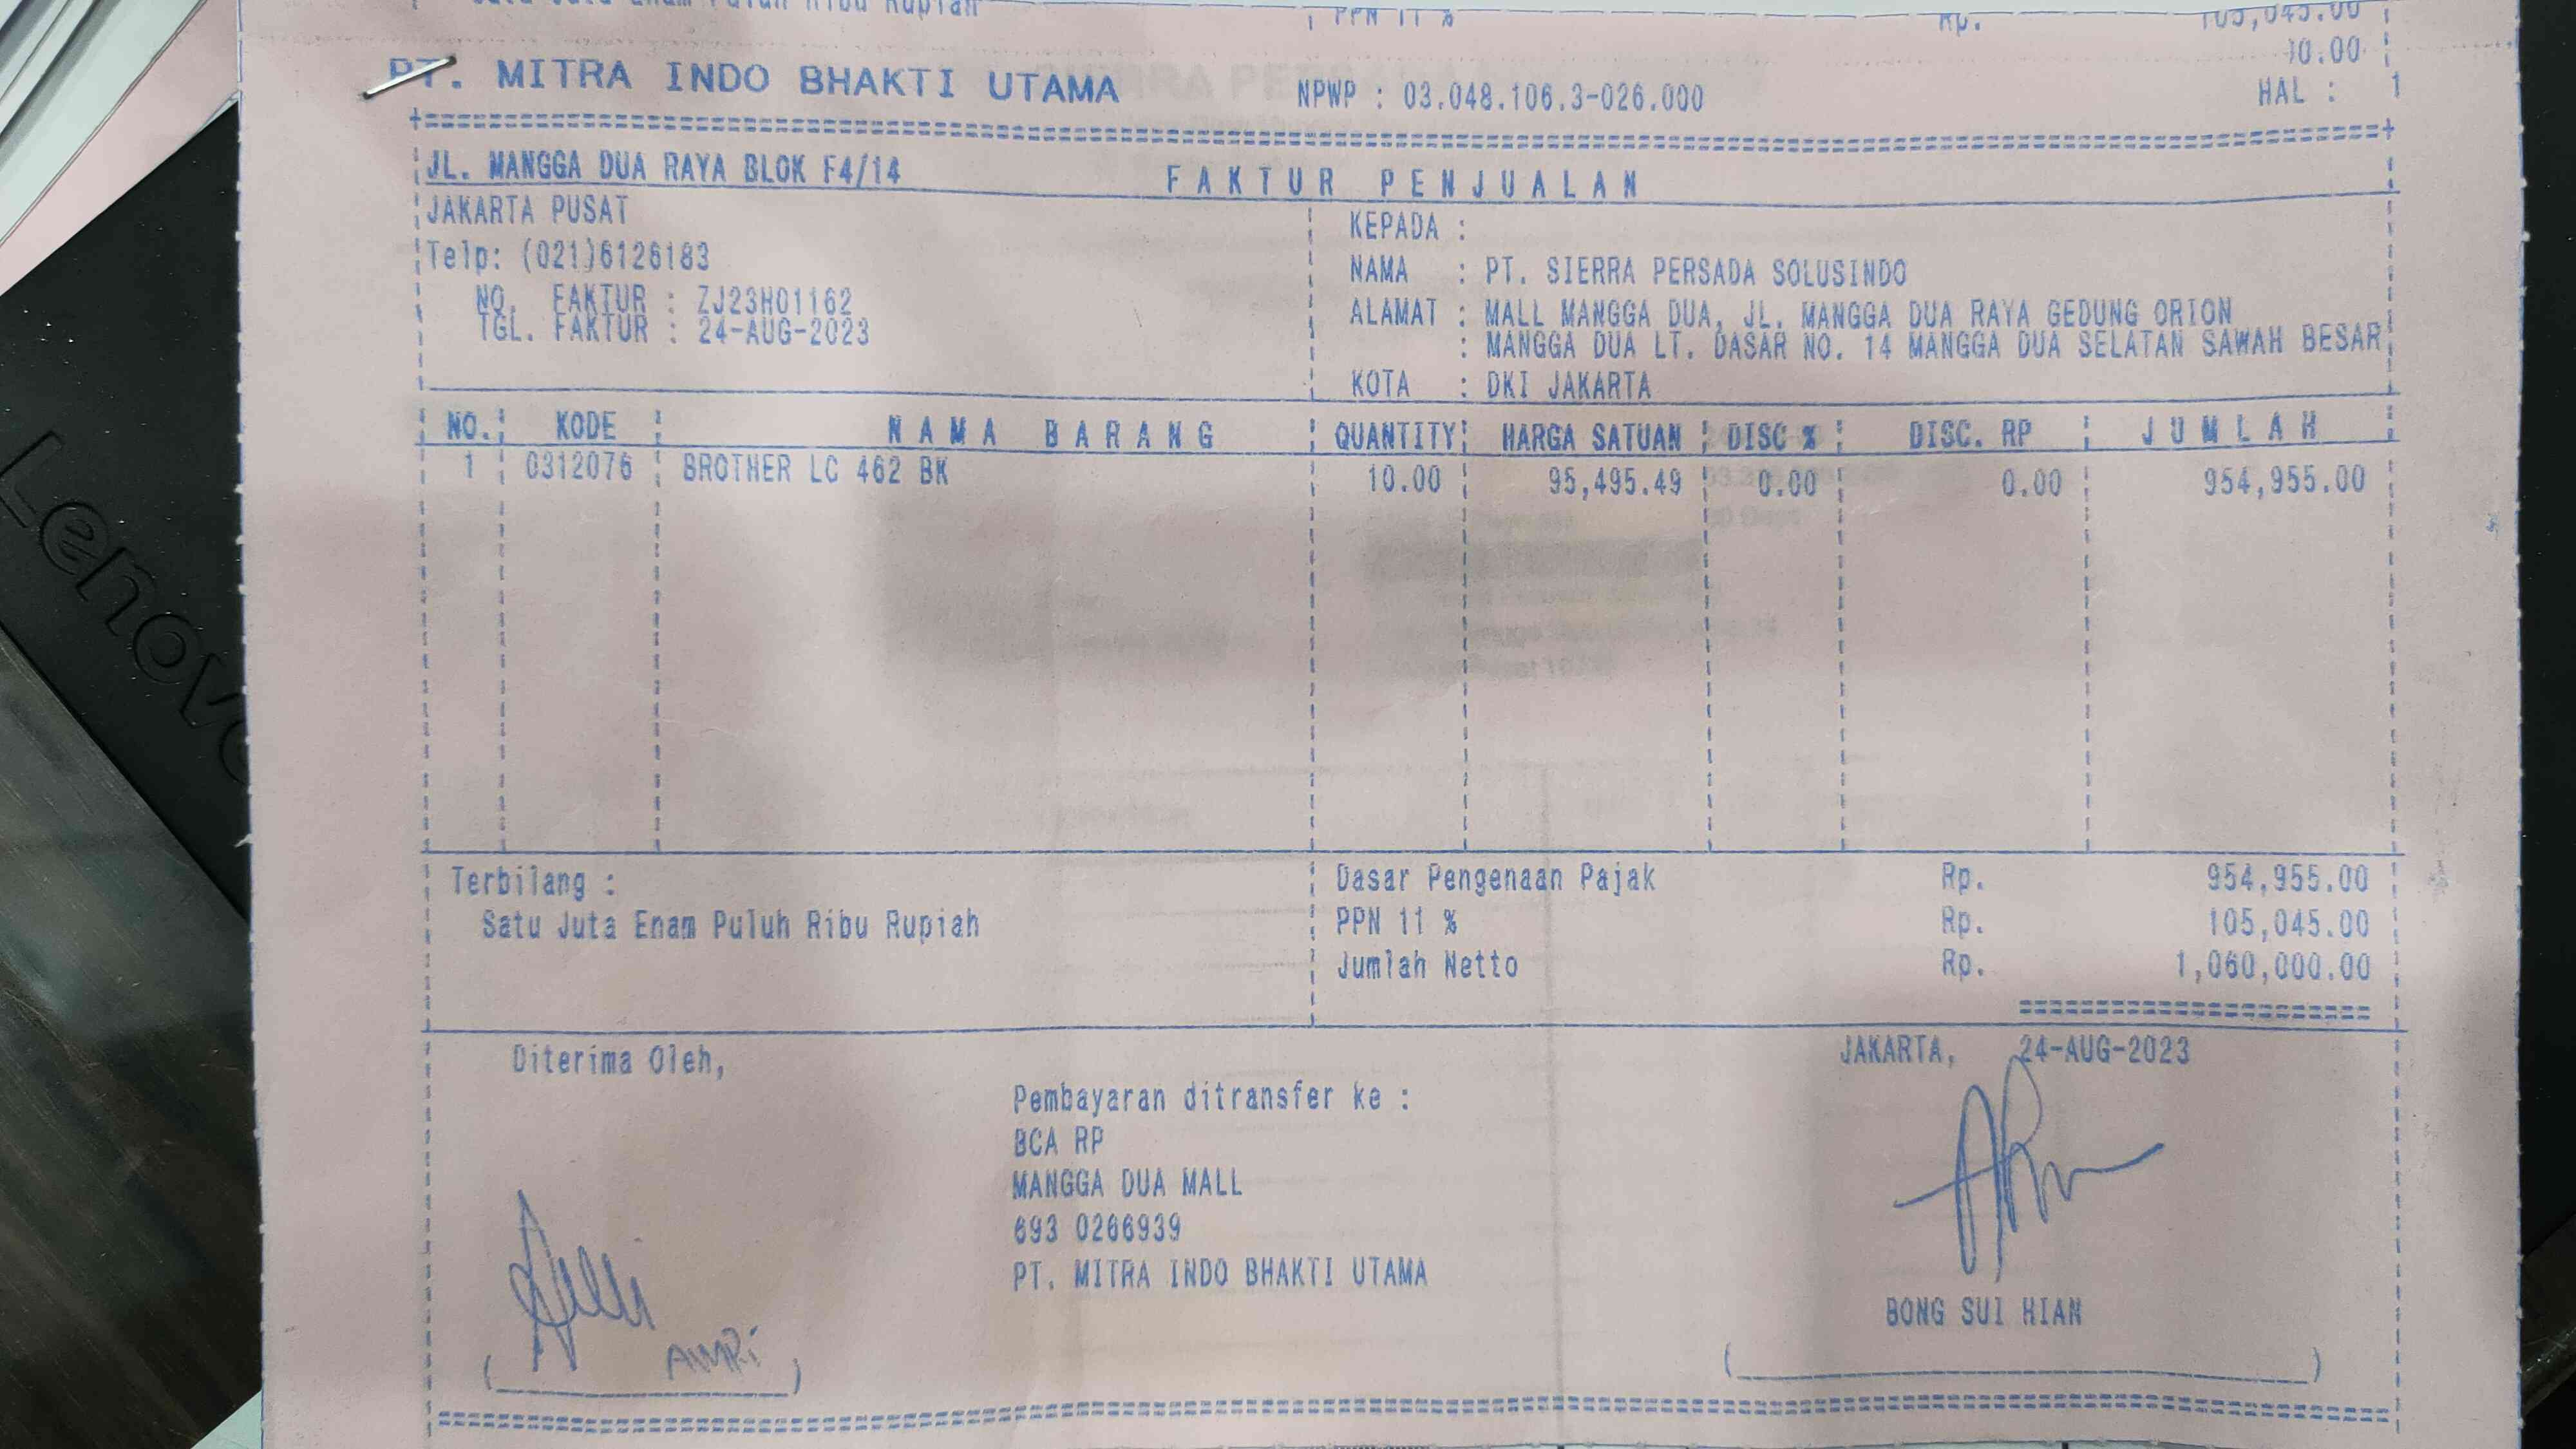 PPN 11 % Rp. 105,045.00
PT. MITRA INDO BHAKTI UTAMA NPWP : 03.048.106.3-026.000 HAL : 1
JL. MANGGA DUA RAYA BLOK F4/14 FAKTUR PENJUALAN
JAKARTA PUSAT
Telp: (021)6126183
NO. FAKTUR : ZJ23H01162
TGL. FAKTUR : 24-AUG-2023
KEPADA :
NAMA : PT. SIERRA PERSADA SOLUSINDO
ALAMAT : MALL MANGGA DUA, JL. MANGGA DUA RAYA GEDUNG ORION
: MANGGA DUA LT. DASAR NO. 14 MANGGA DUA SELATAN SAWAH BESAR
KOTA : DKI JAKARTA
NO. KODE NAMA BARANG QUANTITY HARGA SATUAN DISC % DISC. RP JUMLAH
1 0312076 BROTHER LC 462 BK 10.00 95,495.49 0.00 0.00 954,955.00
Terbilang :
Satu Juta Enam Puluh Ribu Rupiah
Dasar Pengenaan Pajak Rp. 954,955.00
PPN 11 % Rp. 105,045.00
Jumlah Netto Rp. 1,060,000.00
Diterima Oleh,
AMRi
Pembayaran ditransfer ke :
BCA RP
MANGGA DUA MALL
693 0266939
PT. MITRA INDO BHAKTI UTAMA
JAKARTA, 24-AUG-2023
BONG SUI HIAN
Lenovo